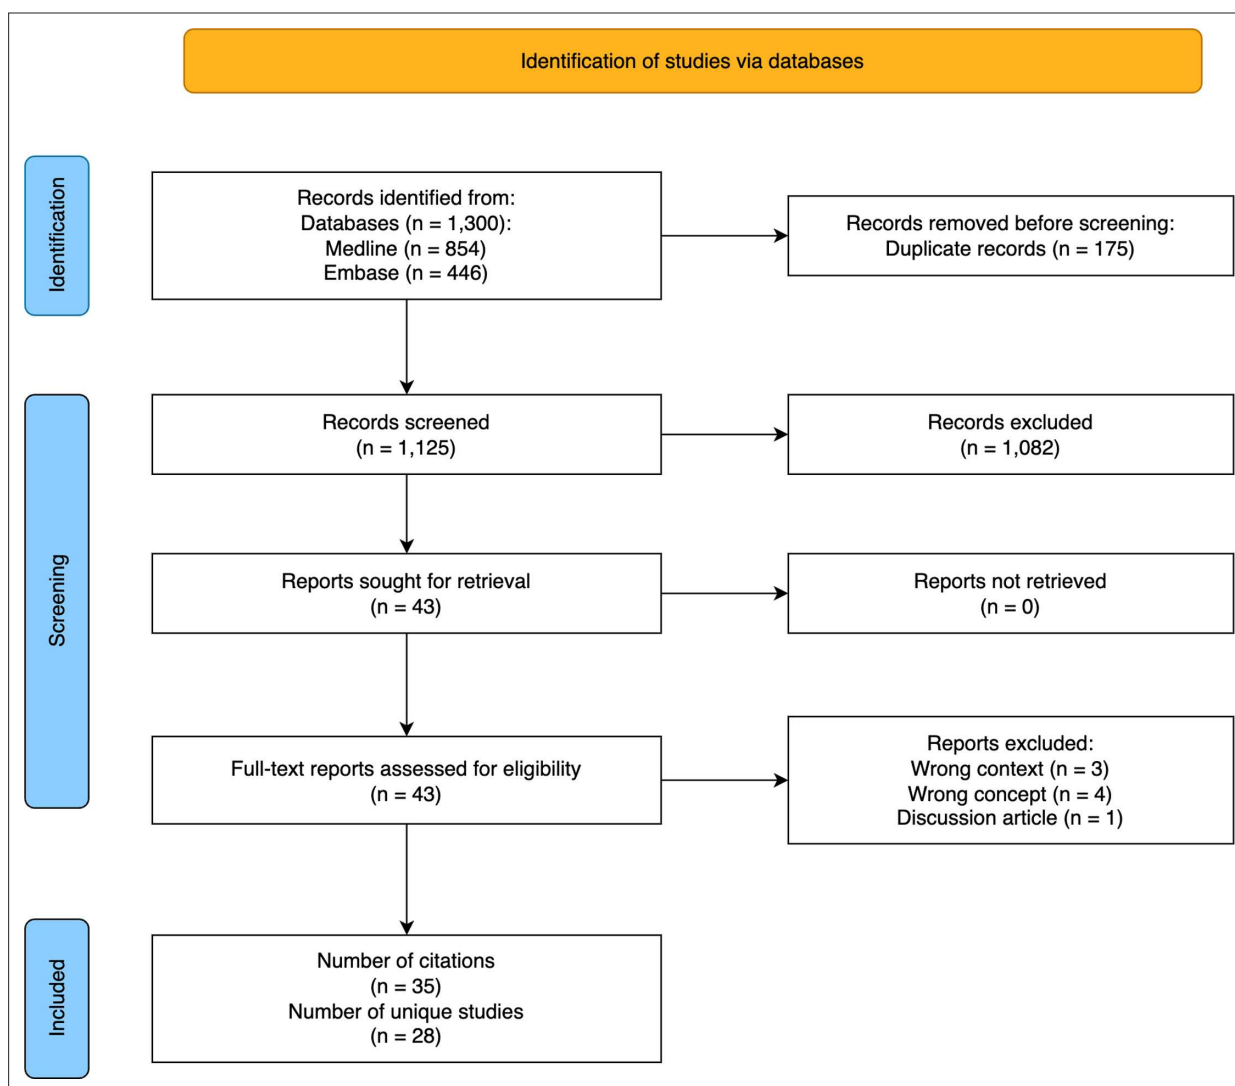 Identification of studies via databases
Identification
Records identified from:
Databases (n = 1,300):
Medline (n = 854)
Embase (n = 446)
Records removed before screening:
Duplicate records (n = 175)
Screening
Records screened
(n = 1,125)
Records excluded
(n = 1,082)
Reports sought for retrieval
(n = 43)
Reports not retrieved
(n = 0)
Full-text reports assessed for eligibility
(n = 43)
Reports excluded:
Wrong context (n = 3)
Wrong concept (n = 4)
Discussion article (n = 1)
Included
Number of citations
(n = 35)
Number of unique studies
(n = 28)